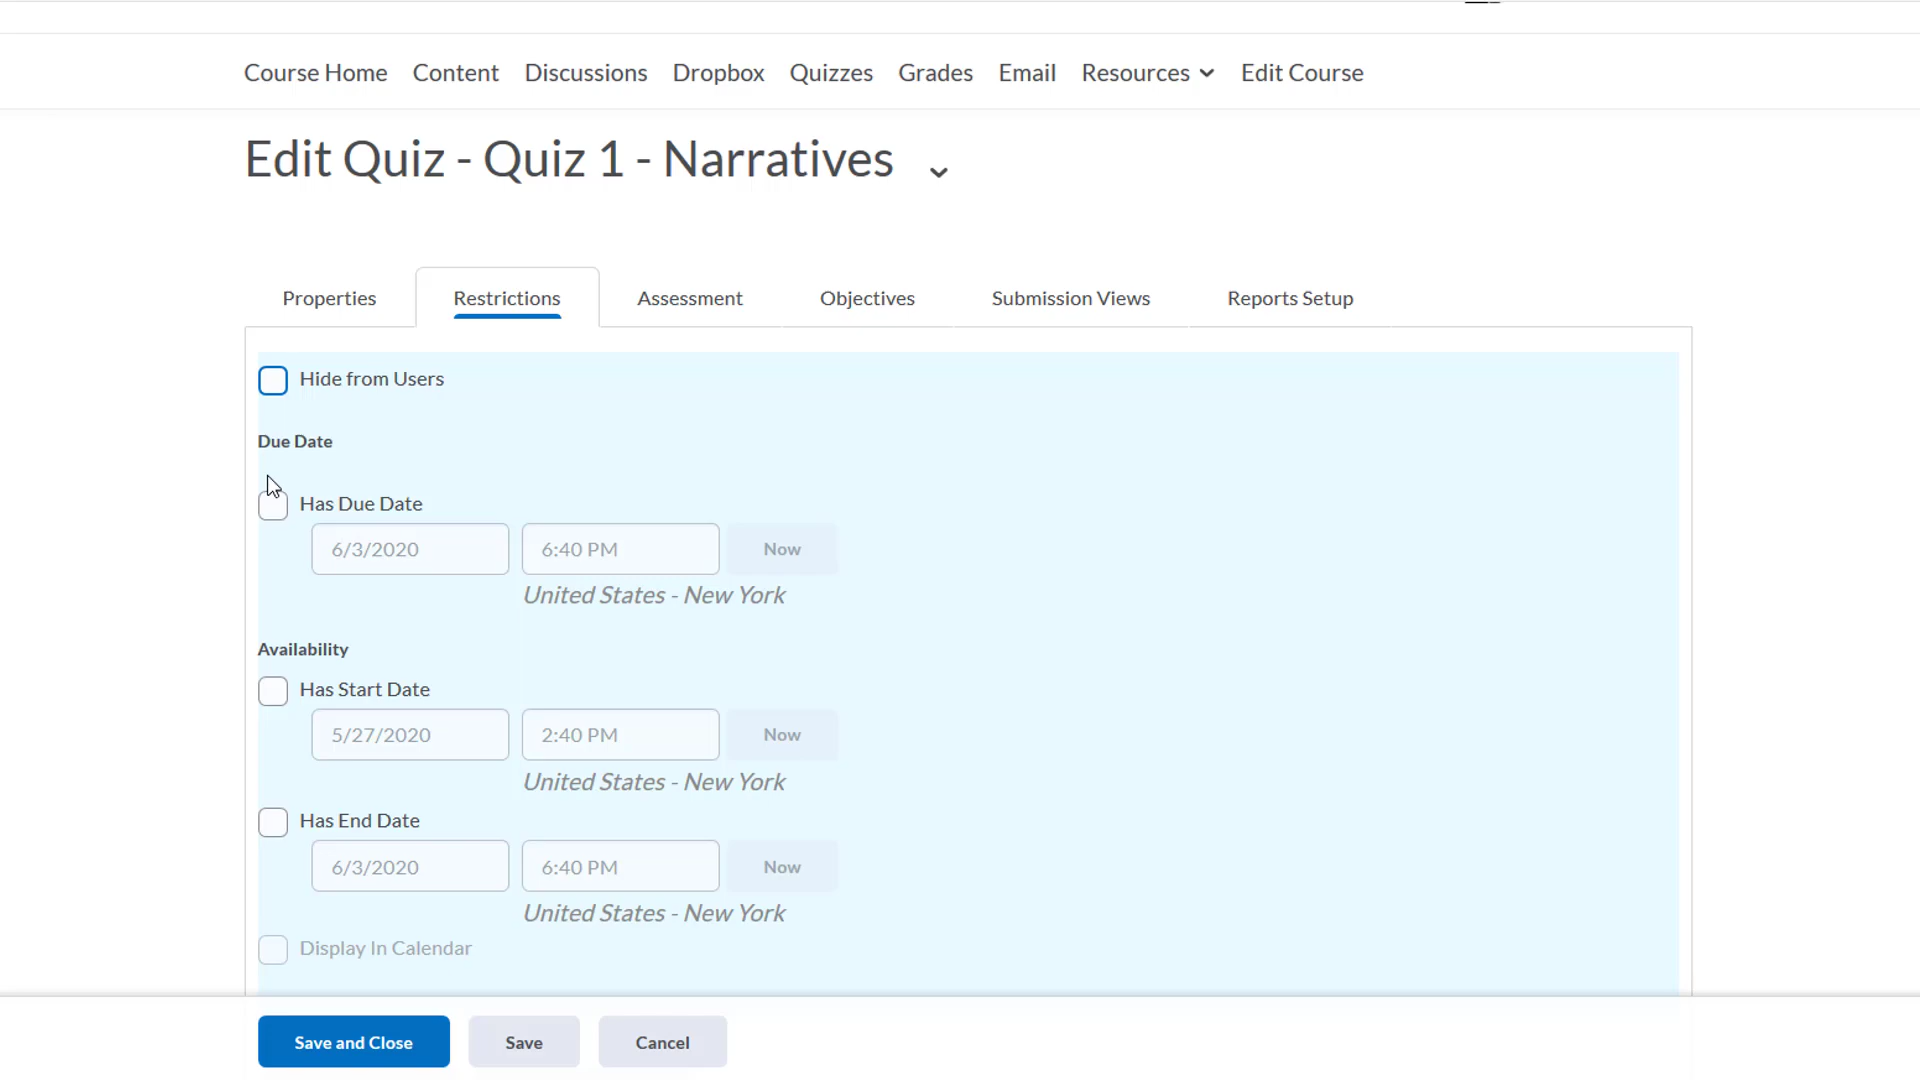 Course Home Content Discussions Dropbox Quizzes Grades Email Resources Edit Course
Edit Quiz - Quiz 1 - Narratives
Properties Restrictions Assessment Objectives Submission Views Reports Setup
Hide from Users
Due Date
Has Due Date
6/3/2020 6:40 PM Now
United States - New York
Availability
Has Start Date
5/27/2020 2:40 PM Now
United States - New York
Has End Date
6/3/2020 6:40 PM Now
United States - New York
Display In Calendar
Save and Close Save Cancel